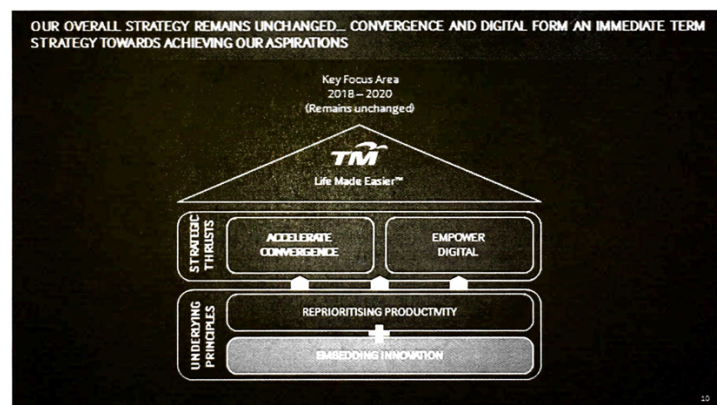 OUR OVERALL STRATEGY REMAINS UNCHANGED... CONVERGENCE AND DIGITAL FORM AN IMMEDIATE TERM
STRATEGY TOWARDS ACHIEVING OUR ASPIRATIONS
Key Focus Area
2018 – 2020
(Remains unchanged)
TM
Life Made Easier™
STRATEGIC
THRUSTS
ACCELERATE
CONVERGENCE
EMPOWER
DIGITAL
UNDERLYING
PRINCIPLES
REPRIORITISING PRODUCTIVITY
EMBEDDING INNOVATION
10